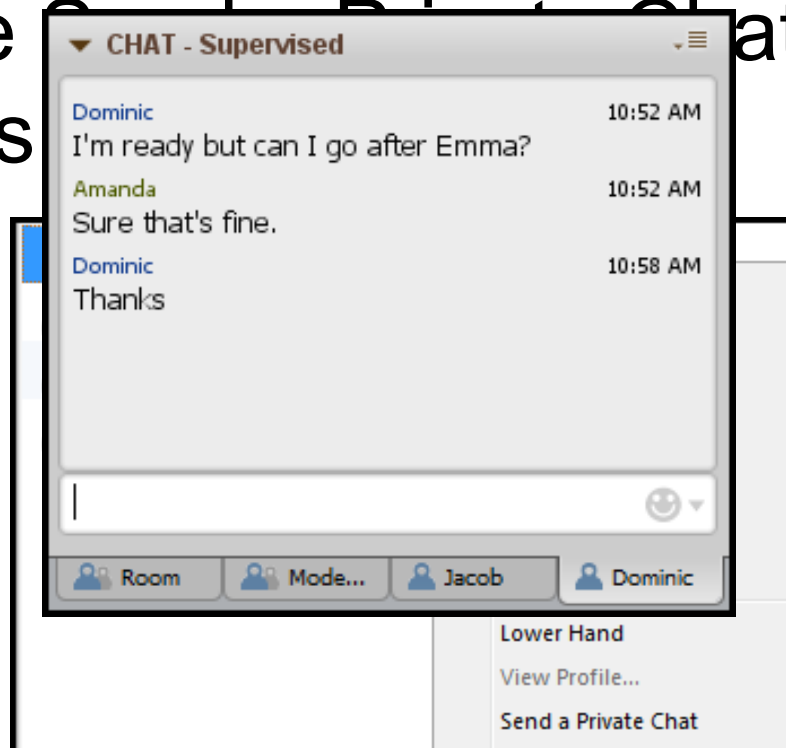 CHAT - Supervised
Dominic 10:52 AM
I'm ready but can I go after Emma?
Amanda 10:52 AM
Sure that's fine.
Dominic 10:58 AM
Thanks
Room Mode... Jacob Dominic
Lower Hand
View Profile...
Send a Private Chat